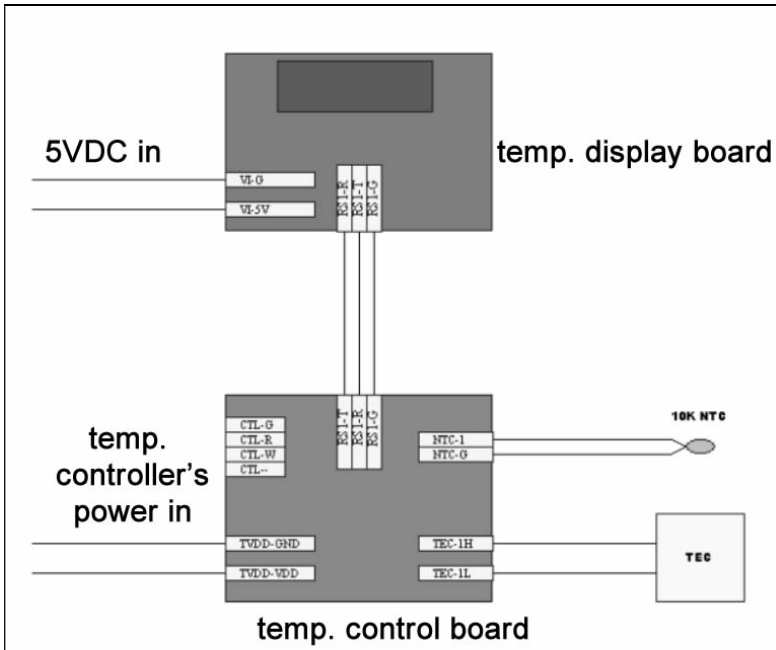 5VDC in
temp. display board
VI-G
VI-5V
RS1-R
RS1-T
RS1-G
temp.
controller's
power in
CTL-G
CTL-R
CTL-W
CTL--
RS1-T
RS1-R
RS1-G
NTC-1
NTC-G
10K NTC
TVDD-GND
TVDD-VDD
TEC-1H
TEC-1L
TEC
temp. control board